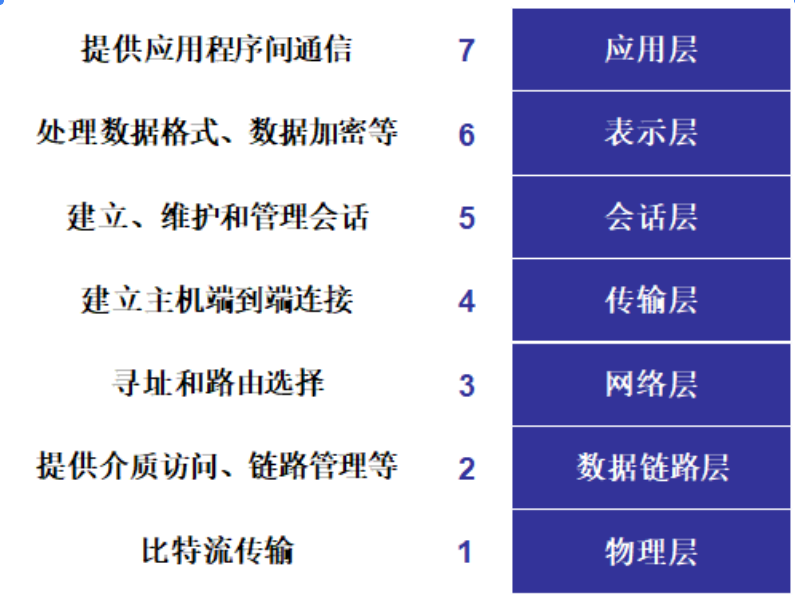 提供应用程序间通信 7 应用层
处理数据格式、数据加密等 6 表示层
建立、维护和管理会话 5 会话层
建立主机端到端连接 4 传输层
寻址和路由选择 3 网络层
提供介质访问、链路管理等 2 数据链路层
比特流传输 1 物理层